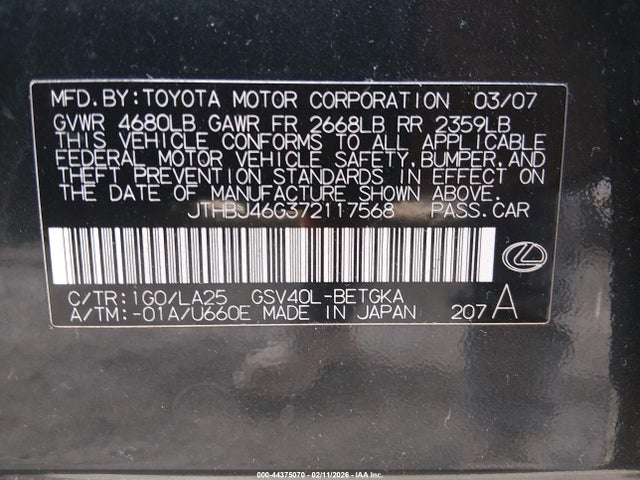 MFD.BY:TOYOTA MOTOR CORPORATION 03/07
GVWR 4680LB GAWR FR 2668LB RR 2359LB
THIS VEHICLE CONFORMS TO ALL APPLICABLE
FEDERAL MOTOR VEHICLE SAFETY,BUMPER,AND
THEFT PREVENTION STANDARDS IN EFFECT ON
THE DATE OF MANUFACTURE SHOWN ABOVE.
JTHBJ46G372117568 PASS.CAR
C/TR:1G0/LA25 GSV40L-BETGKA
A/TM:-01A/U660E MADE IN JAPAN 207 A
000-44375070 - 02/11/2026 - IAA Inc.